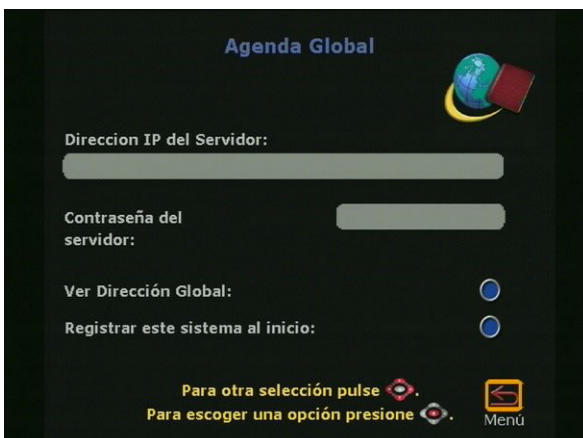 Agenda Global
Direccion IP del Servidor:
Contraseña del
servidor:
Ver Dirección Global:
Registrar este sistema al inicio:
Para otra selección pulse .
Para escoger una opción presione .
Menú